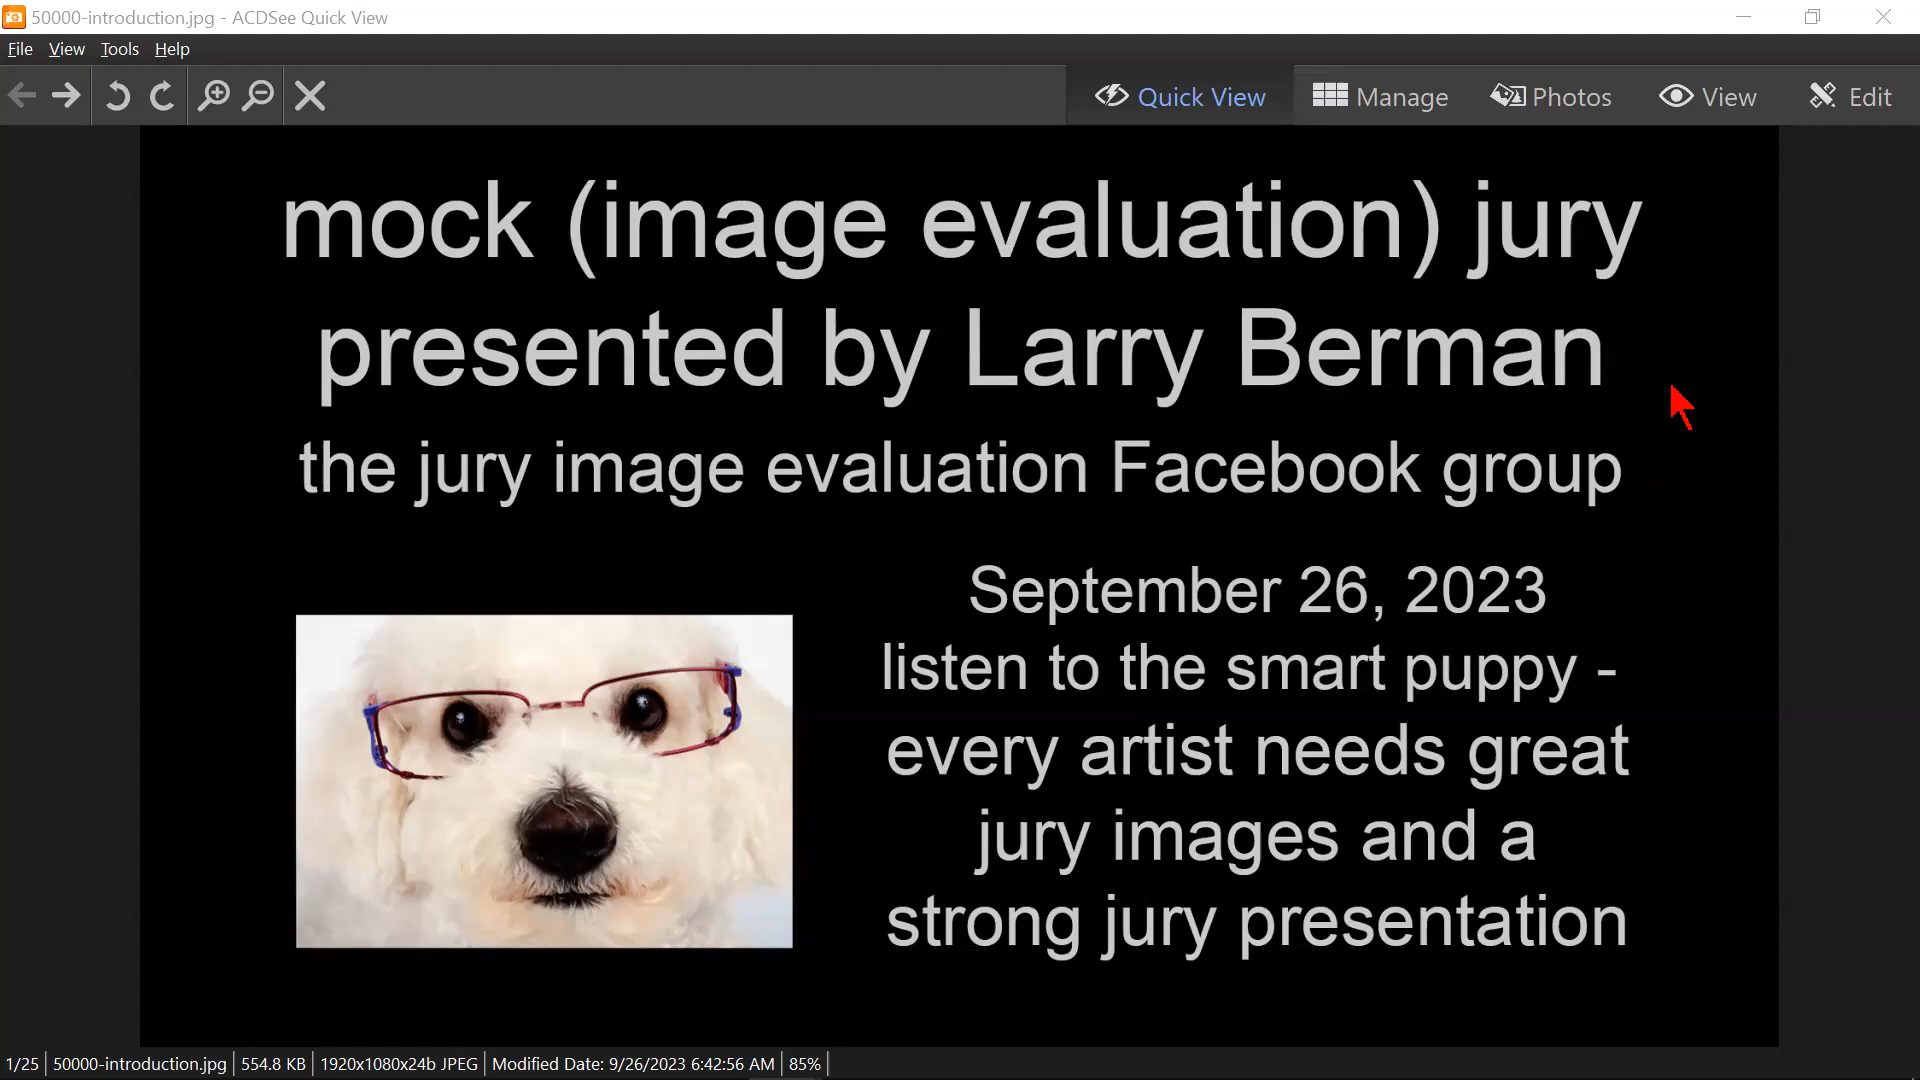 50000-introduction.jpg - ACDSee Quick View
File View Tools Help
Quick View Manage Photos View Edit
mock (image evaluation) jury
presented by Larry Berman
the jury image evaluation Facebook group
September 26, 2023
listen to the smart puppy -
every artist needs great
jury images and a
strong jury presentation
1/25 50000-introduction.jpg 554.8 KB 1920x1080x24b JPEG Modified Date: 9/26/2023 6:42:56 AM 85%